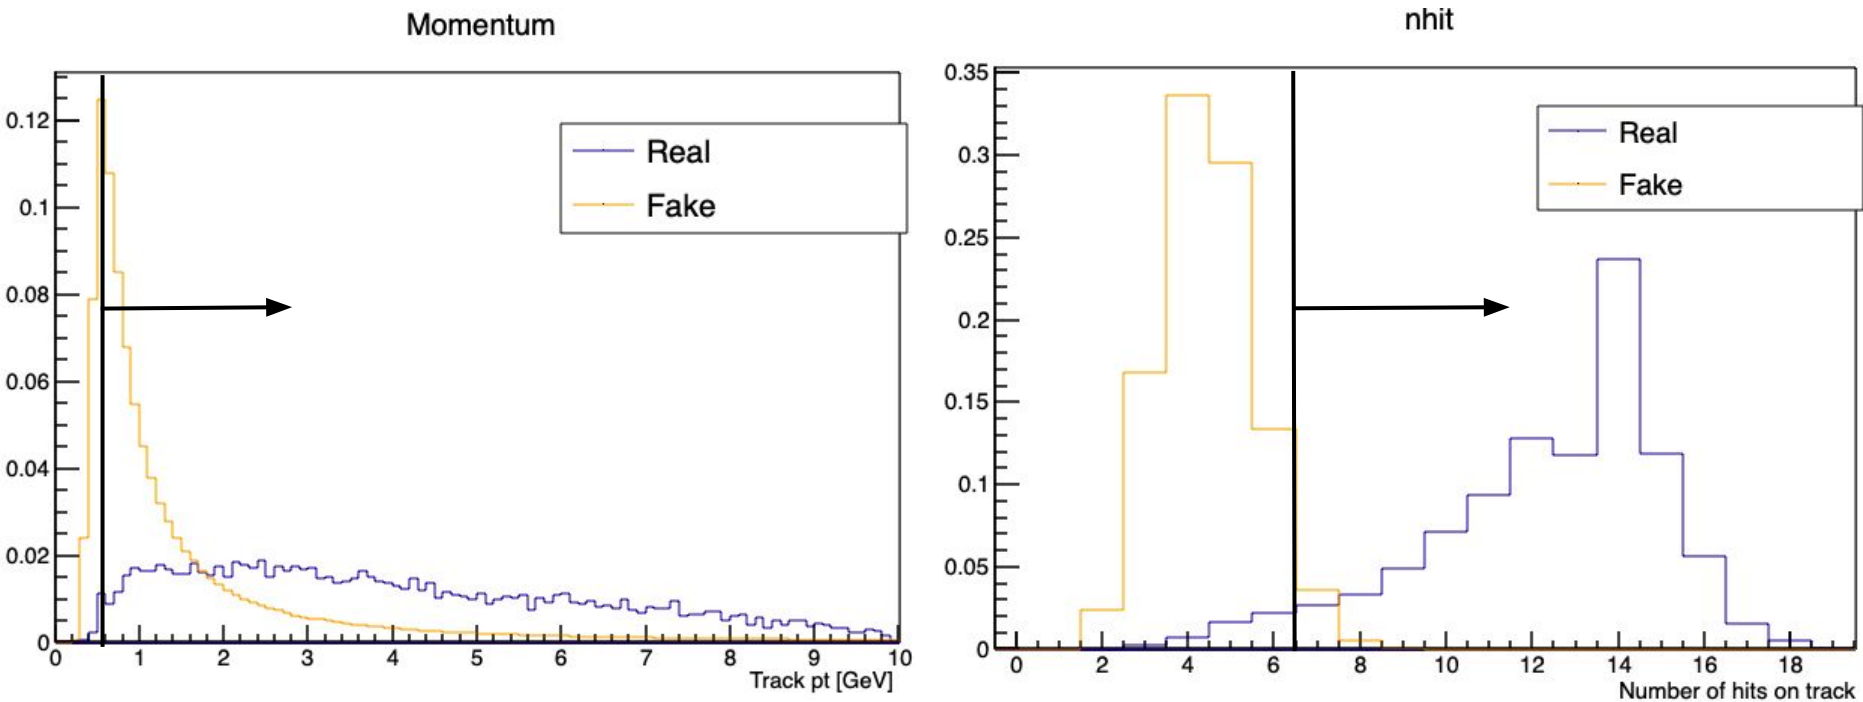 Momentum
0.12
0.1
0.08
0.06
0.04
0.02
0
0 1 2 3 4 5 6 7 8 9 10
Track pt [GeV]
Real
Fake
nhit
0.35
0.3
0.25
0.2
0.15
0.1
0.05
0
0 2 4 6 8 10 12 14 16 18
Number of hits on track
Real
Fake